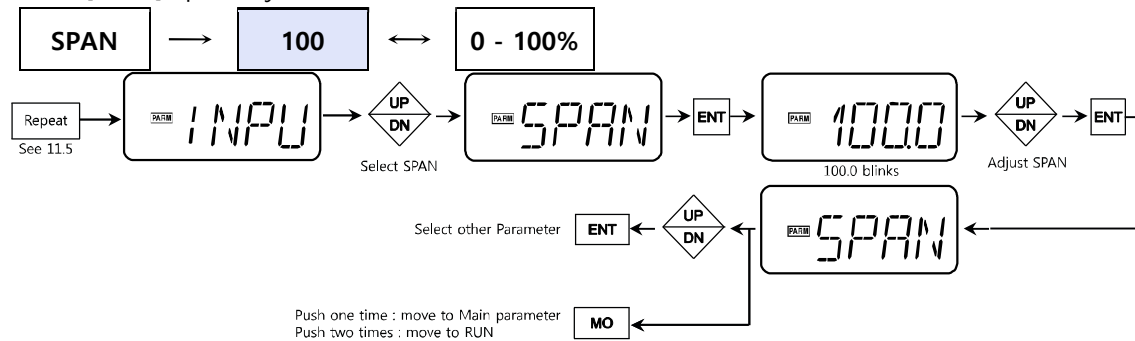 SPAN
100
0 - 100%
Repeat
See 11.5
PARM
INPU
UP
DN
Select SPAN
PARM
SPAN
ENT
PARM
100.0
100.0 blinks
UP
DN
Adjust SPAN
ENT
Select other Parameter
ENT
UP
DN
PARM
SPAN
Push one time : move to Main parameter
Push two times : move to RUN
MO